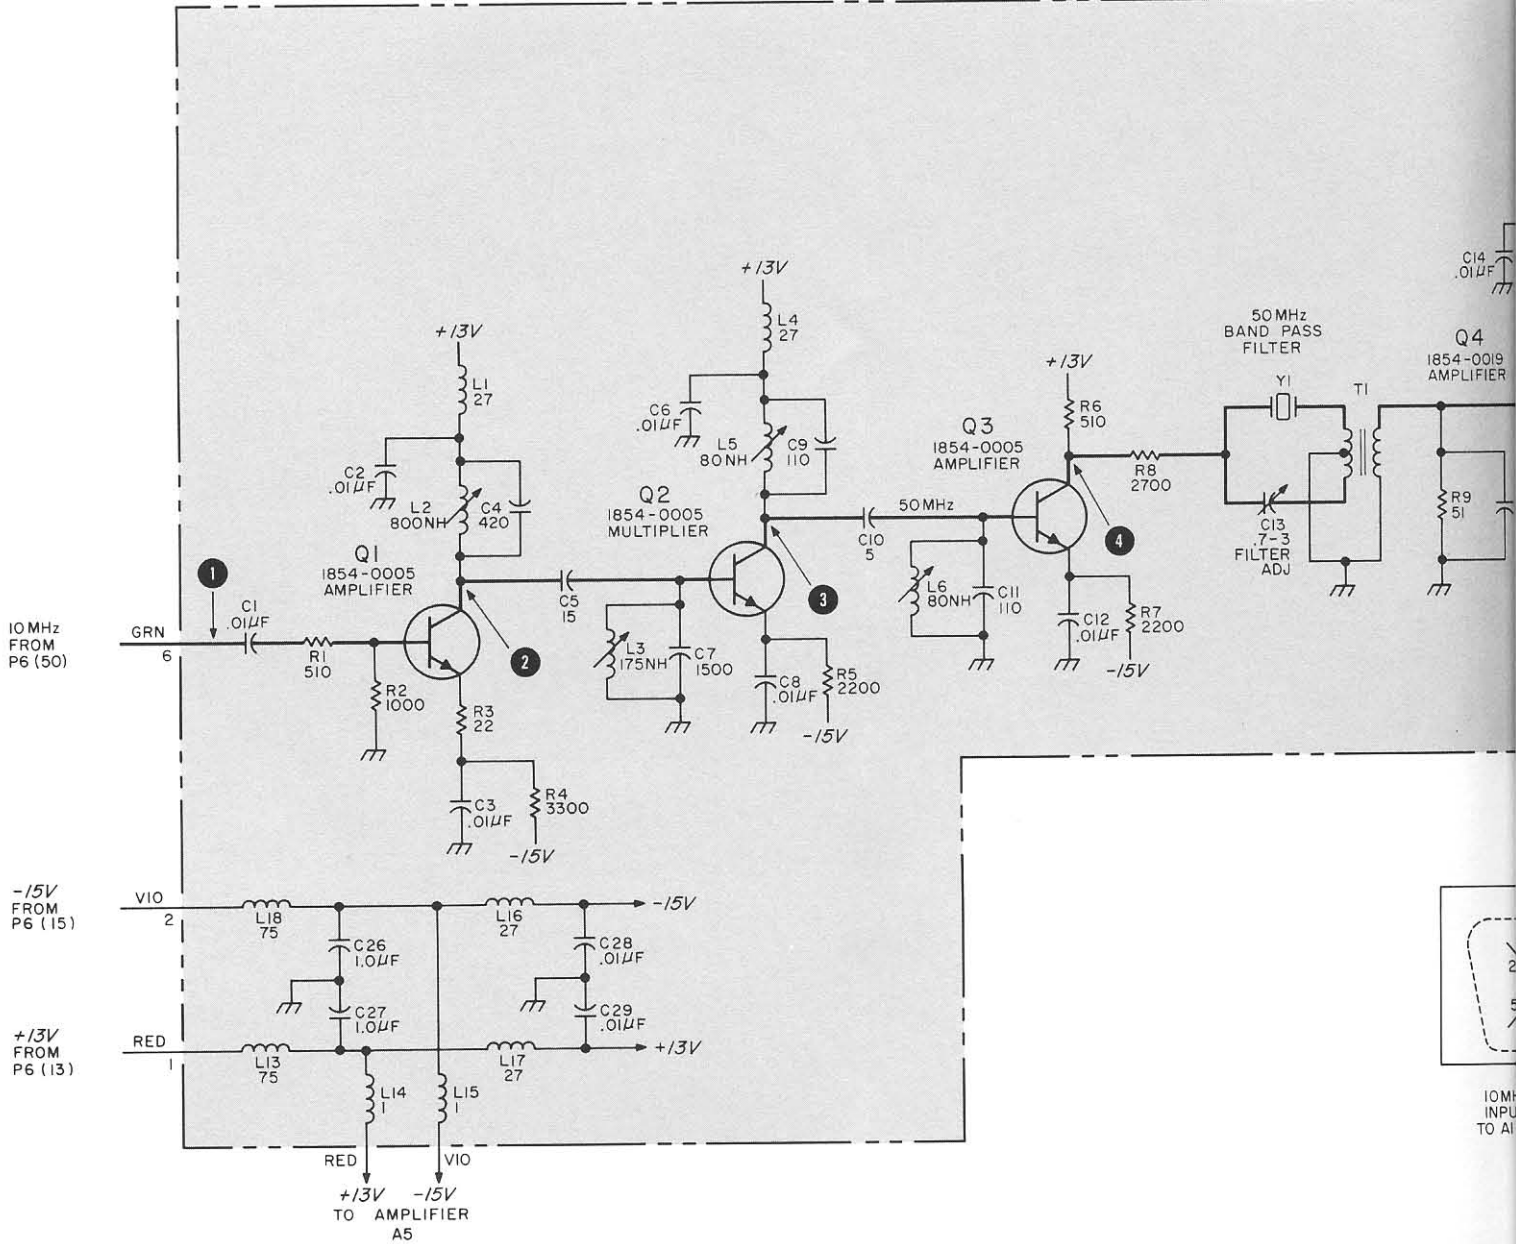 +13V
L4
27
C14
.01µF
50 MHz
BAND PASS
FILTER
+13V
L1
27
C6
.01µF
L5
80NH
C9
110
+13V
R6
510
Y1
T1
Q4
1854-0019
AMPLIFIER
Q3
1854-0005
AMPLIFIER
C2
.01µF
L2
800NH
C4
420
Q2
1854-0005
MULTIPLIER
50MHz
C10
5
R8
2700
C13
.7-3
FILTER
ADJ
R9
51
4
Q1
1854-0005
AMPLIFIER
1
C1
.01µF
C5
15
3
L6
80NH
C11
110
C12
.01µF
R7
2200
-15V
10MHz
FROM
P6 (50)
GRN
6
R1
510
2
L3
175NH
C7
1500
C8
.01µF
R5
2200
-15V
R2
1000
R3
22
C3
.01µF
R4
3300
-15V
-15V
FROM
P6 (15)
VIO
2
L18
75
L16
27
-15V
C26
1.0µF
C28
.01µF
C27
1.0µF
C29
.01µF
+13V
FROM
P6 (13)
RED
1
L13
75
L17
27
+13V
L14
1
L15
1
RED
VIO
+13V -15V
TO AMPLIFIER
A5
2
5